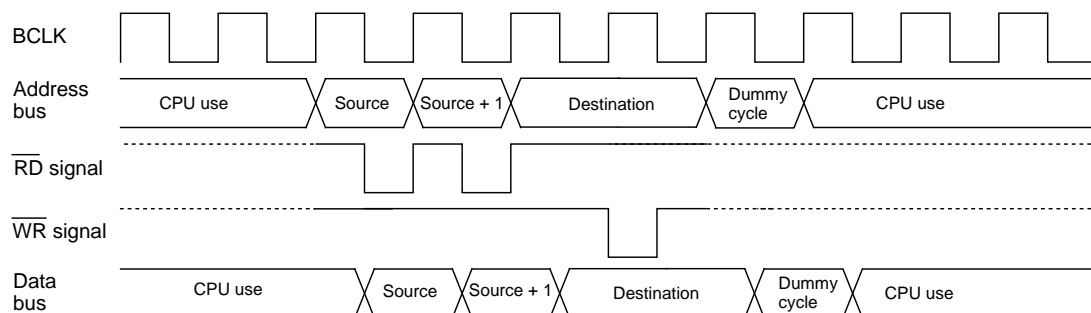 BCLK
Address
bus
CPU use
Source
Source + 1
Destination
Dummy
cycle
CPU use
RD signal
WR signal
Data
bus
CPU use
Source
Source + 1
Destination
Dummy
cycle
CPU use